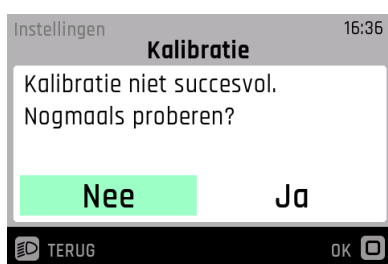 Instellingen 16:36
Kalibratie
Kalibratie niet succesvol.
Nogmaals proberen?
Nee Ja
TERUG OK